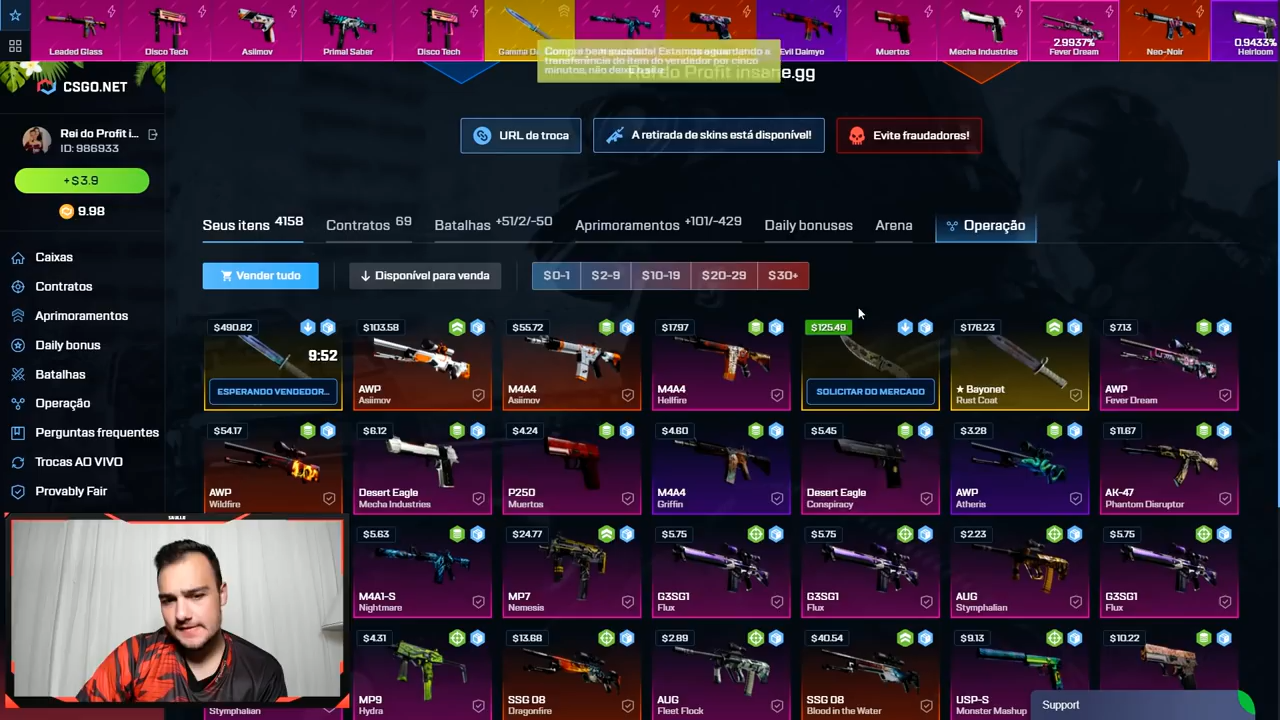 Leaded Glass
Disco Tech
Asiimov
Primal Saber
Disco Tech
Evil Daimyo
Muertos
Mecha Industries
2.9937%
Fever Dream
Neo-Noir
0.9433%
Heirloom
CSGO.NET
Rei do Profit insane.gg
Rei do Profit i...
ID: 986933
+$3.9
9.98
URL de troca
A retirada de skins está disponível!
Evite fraudadores!
Seus itens 4158
Contratos 69
Batalhas +51/2/-50
Aprimoramentos +101/-429
Daily bonuses
Arena
Operação
Vender tudo
Disponível para venda
$0-1
$2-9
$10-19
$20-29
$30+
Caixas
Contratos
Aprimoramentos
Daily bonus
Batalhas
Operação
Perguntas frequentes
Trocas AO VIVO
Provably Fair
$490.82
9:52
ESPERANDO VENDEDOR...
$103.58
AWP
Asiimov
$55.72
M4A4
Asiimov
$17.97
M4A4
Hellfire
$125.49
SOLICITAR DO MERCADO
$176.23
★ Bayonet
Rust Coat
$7.13
AWP
Fever Dream
$54.17
AWP
Wildfire
$6.12
Desert Eagle
Mecha Industries
$4.24
P250
Muertos
$4.60
M4A4
Griffin
$5.45
Desert Eagle
Conspiracy
$3.28
AWP
Atheris
$11.67
AK-47
Phantom Disruptor
$5.63
M4A1-S
Nightmare
$24.77
MP7
Nemesis
$5.75
G3SG1
Flux
$5.75
G3SG1
Flux
$2.23
AUG
Stymphalian
$5.75
G3SG1
Flux
Stymphalian
$4.31
MP9
Hydra
$13.68
SSG 08
Dragonfire
$2.89
AUG
Fleet Flock
$40.54
SSG 08
Blood in the Water
$9.13
USP-S
Monster Mashup
$10.22
Support